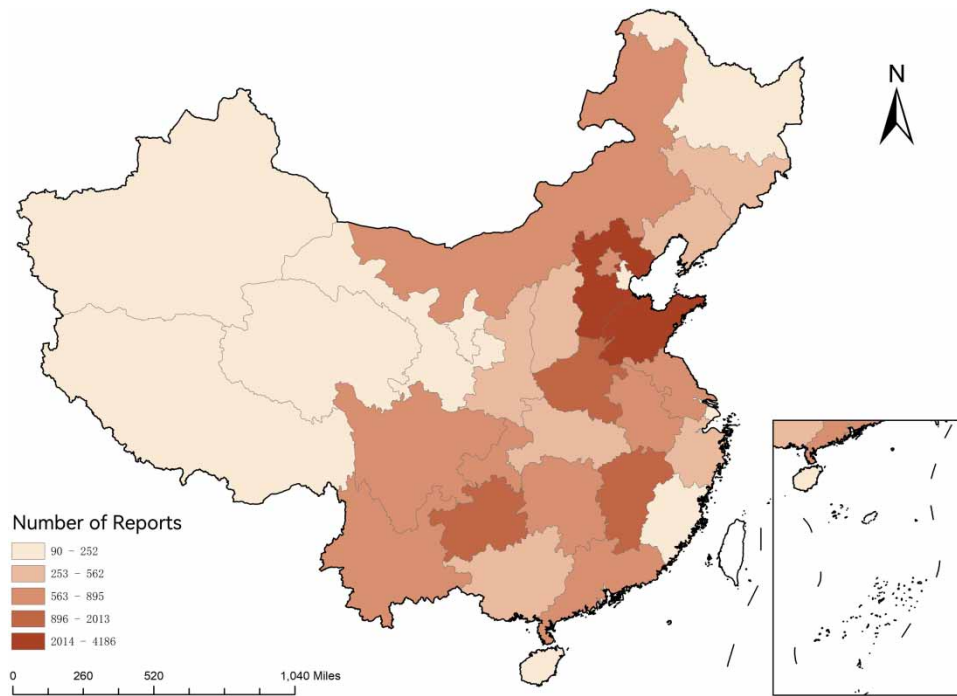 N
Number of Reports
90 - 252
253 - 562
563 - 895
896 - 2013
2014 - 4186
0 260 520 1,040 Miles